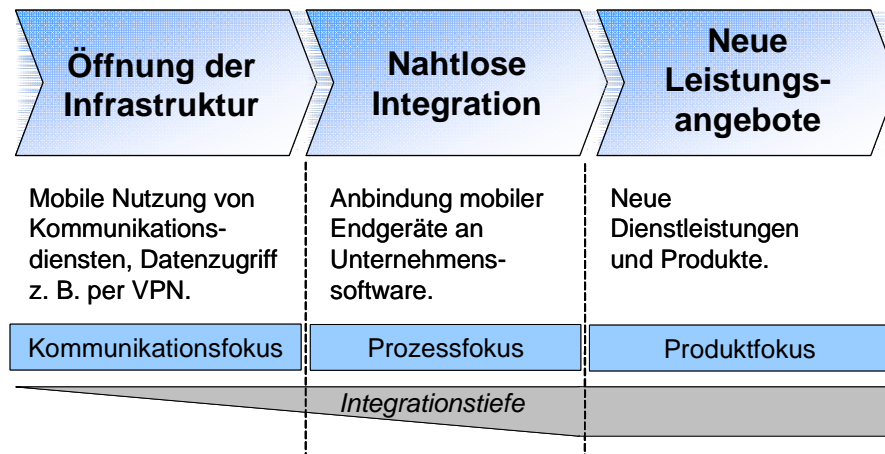 Öffnung der
Infrastruktur
Nahtlose
Integration
Neue
Leistungs-
angebote
Mobile Nutzung von
Kommunikations-
diensten, Datenzugriff
z. B. per VPN.
Anbindung mobiler
Endgeräte an
Unternehmens-
software.
Neue
Dienstleistungen
und Produkte.
Kommunikationsfokus
Prozessfokus
Produktfokus
Integrationstiefe